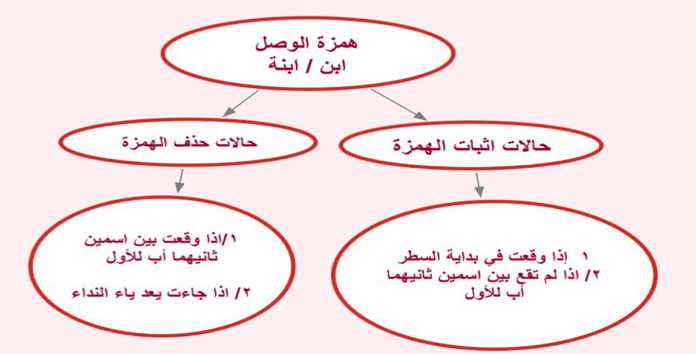 همزة الوصل
ابن / ابنة
حالات اثبات الهمزة
حالات حذف الهمزة
١ إذا وقعت في بداية السطر
٢/ اذا لم تقع بين اسمين ثانيهما
أب للأول
١/اذا وقعت بين اسمين
ثانيهما أب للأول
٢/ اذا جاءت يعد ياء النداء